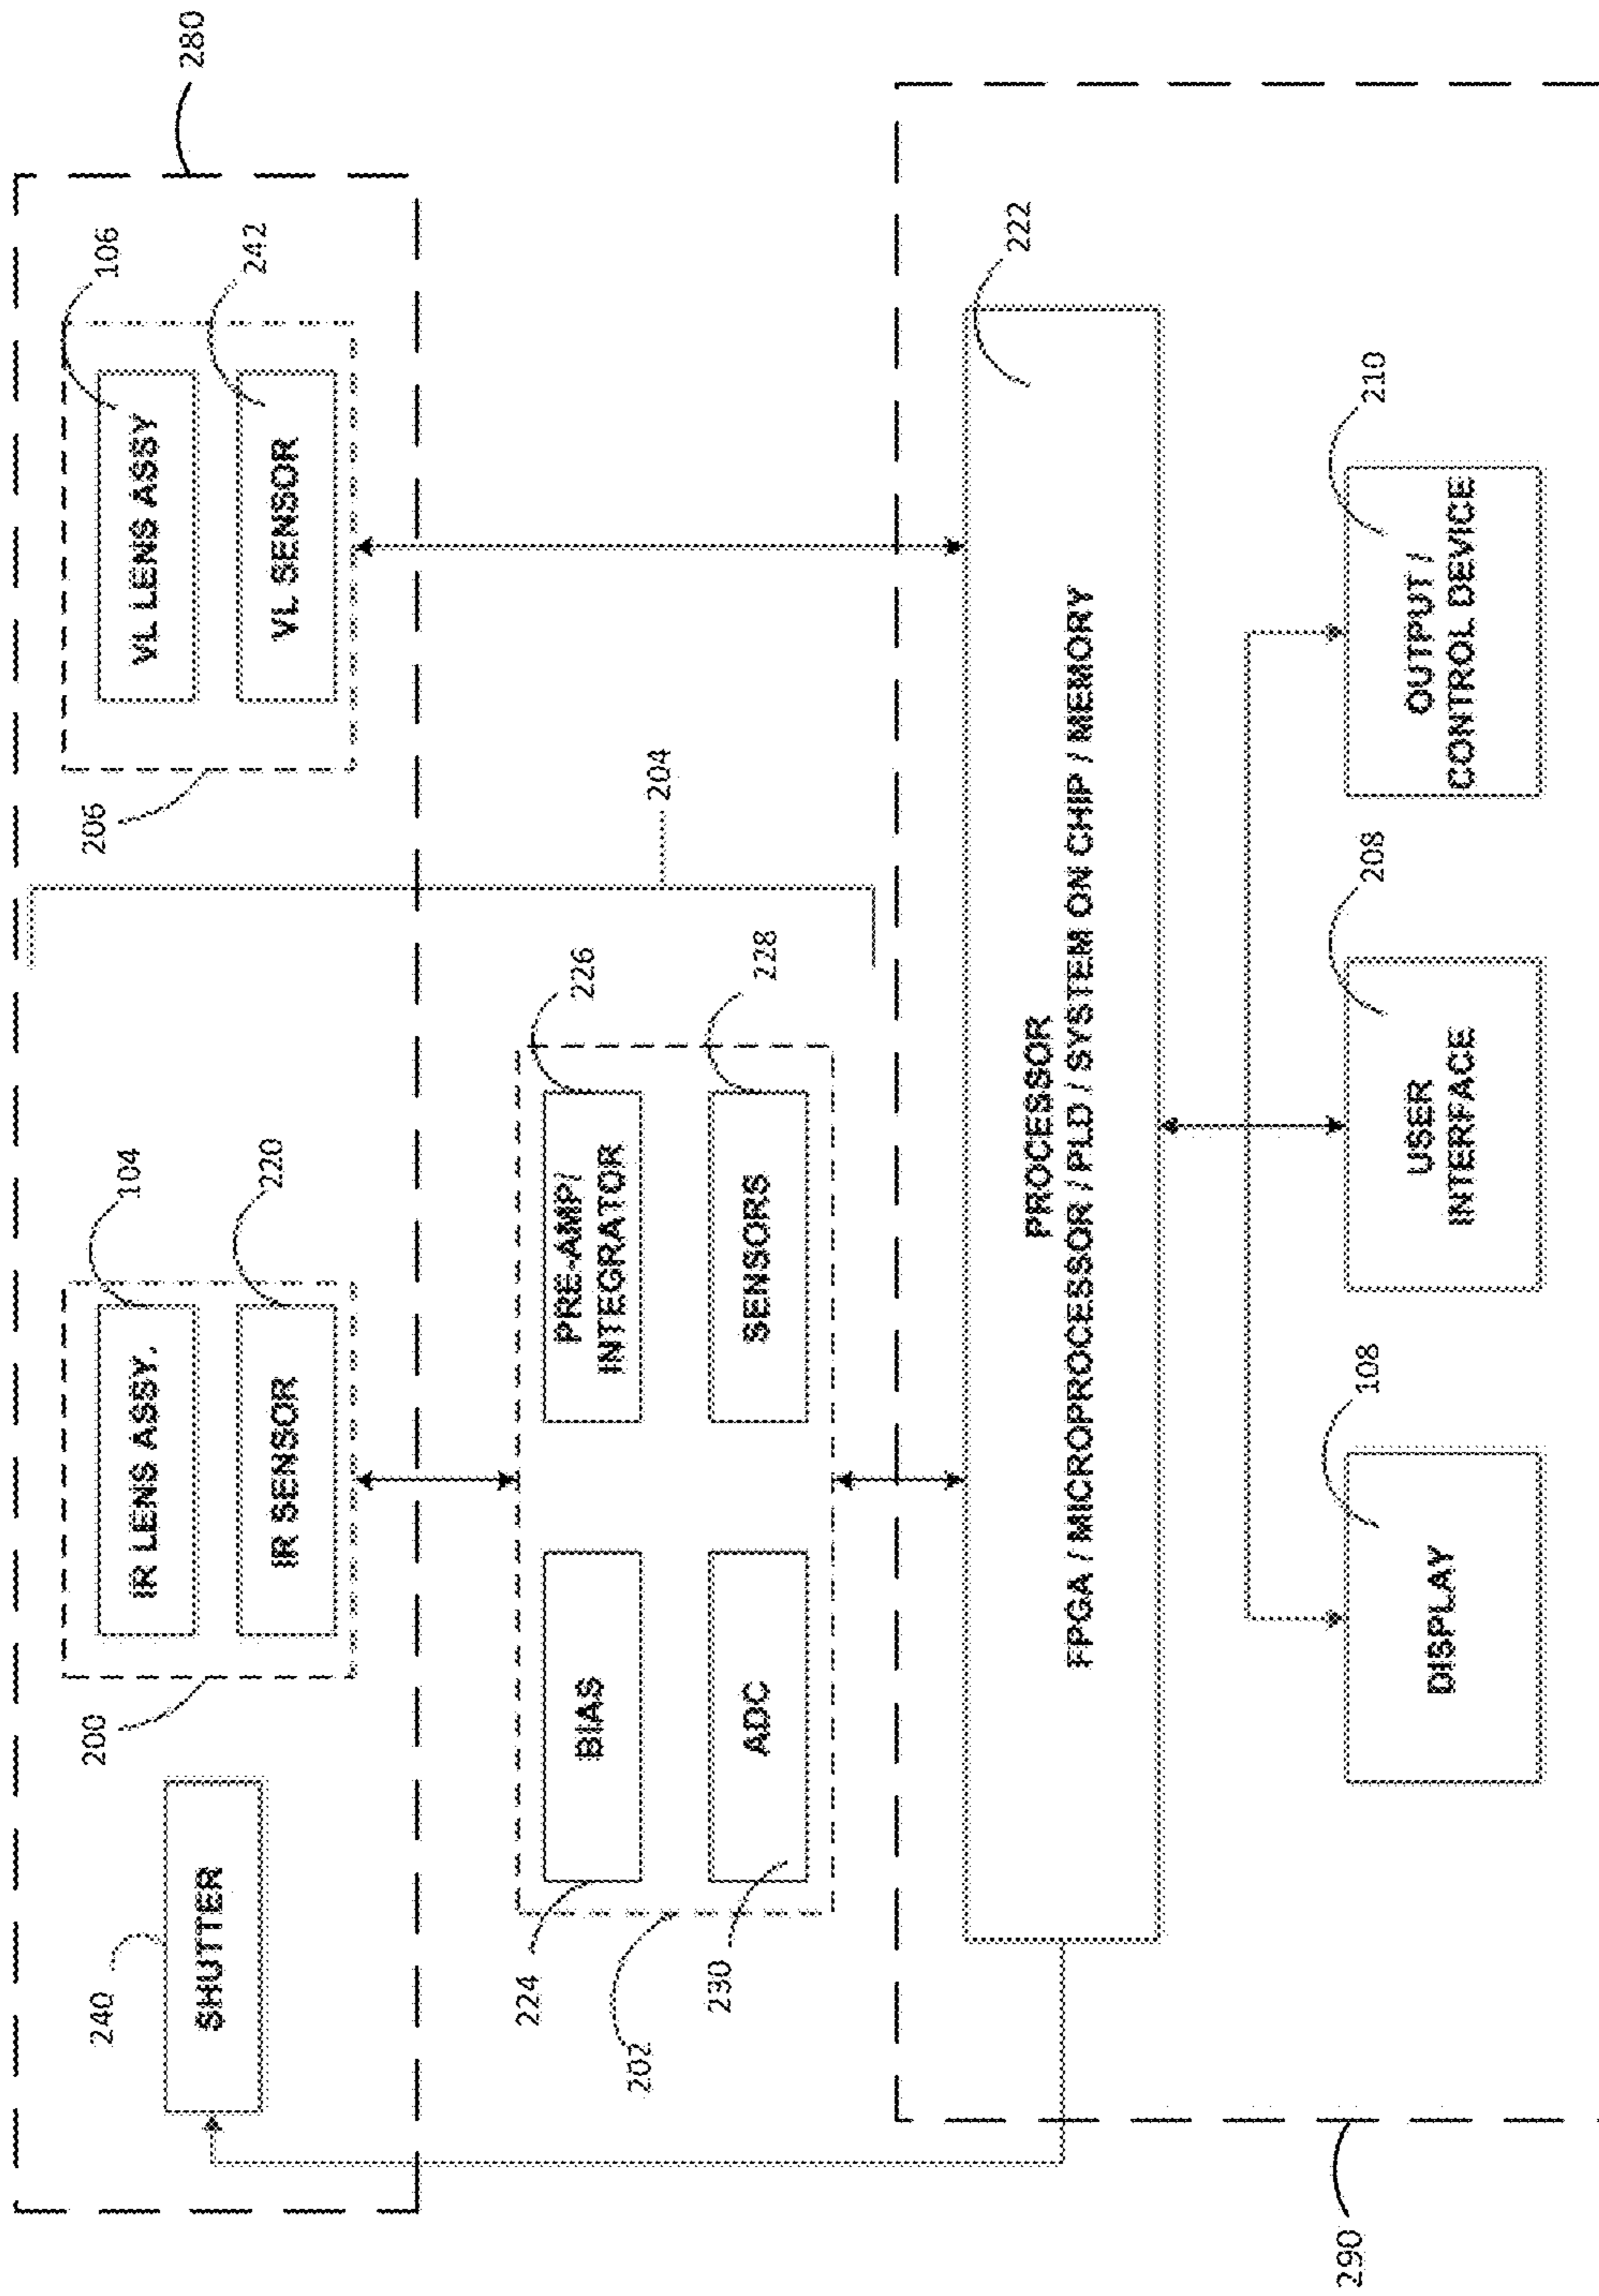 280
240
SHUTTER
200
104
IR LENS ASSY.
220
IR SENSOR
206
106
VL LENS ASSY
242
VL SENSOR
204
224
BIAS
226
PRE-AMP/
INTEGRATOR
202
230
ADC
228
SENSORS
222
PROCESSOR
FPGA / MICROPROCESSOR / PLD / SYSTEM ON CHIP / MEMORY
290
108
DISPLAY
208
USER
INTERFACE
210
OUTPUT /
CONTROL DEVICE